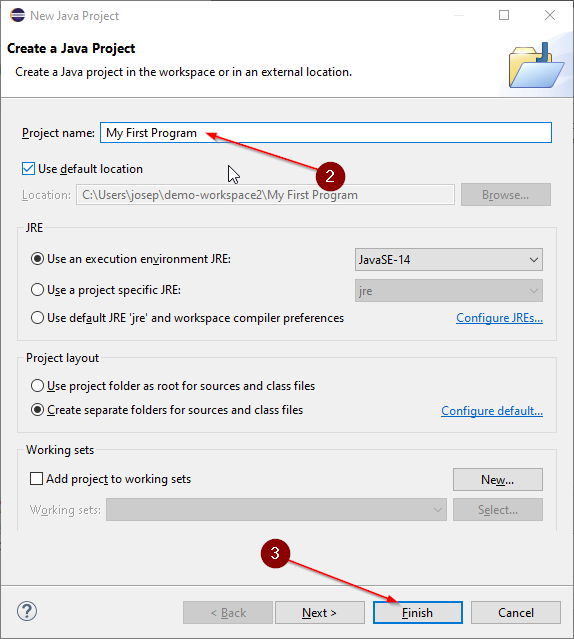 New Java Project
Create a Java Project
Create a Java project in the workspace or in an external location.
Project name: My First Program
2
Use default location
Location: C:\Users\josep\demo-workspace2\My First Program Browse...
JRE
Use an execution environment JRE: JavaSE-14
Use a project specific JRE: jre
Use default JRE 'jre' and workspace compiler preferences Configure JREs...
Project layout
Use project folder as root for sources and class files
Create separate folders for sources and class files Configure default...
Working sets
Add project to working sets New...
Working sets: Select...
3
? < Back Next > Finish Cancel